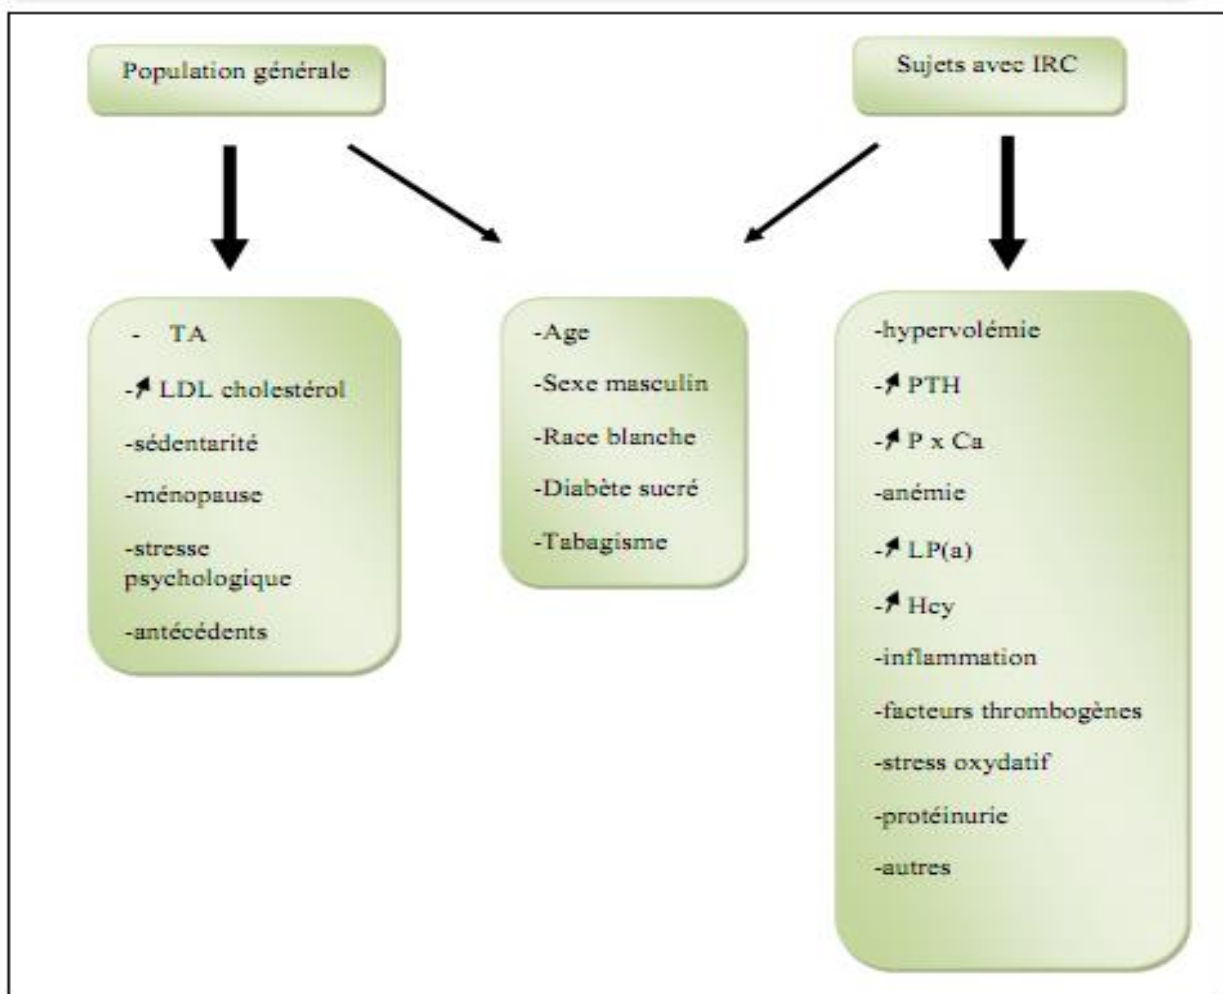 Population générale
Sujets avec IRC
- TA
-↗ LDL cholestérol
-sédentarité
-ménopause
-stresse
psychologique
-antécédents
-Age
-Sexe masculin
-Race blanche
-Diabète sucré
-Tabagisme
-hypervolémie
-↗ PTH
-↗ P x Ca
-anémie
-↗ LP(a)
-↗ Hcy
-inflammation
-facteurs thrombogènes
-stress oxydatif
-protéinurie
-autres